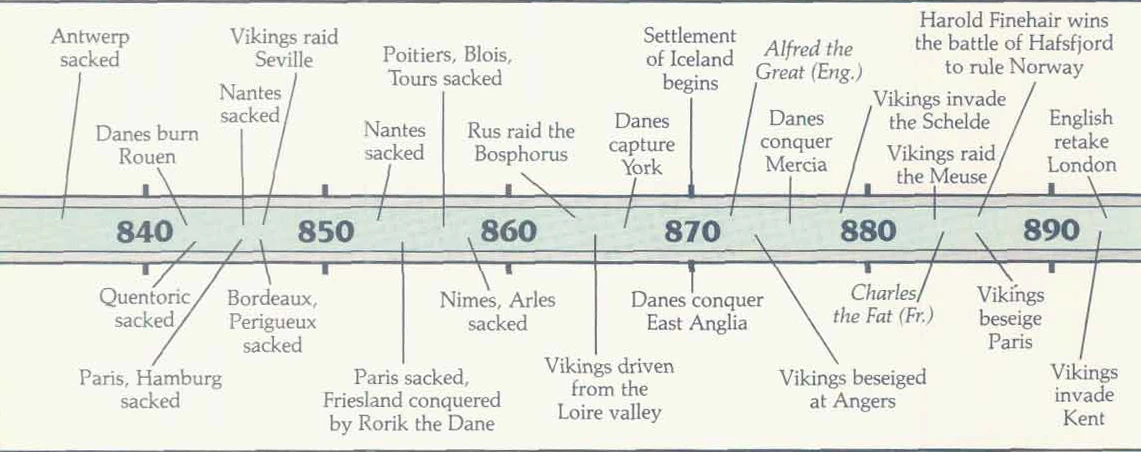 Antwerp
sacked
Danes burn
Rouen
Nantes
sacked
Vikings raid
Seville
Nantes
sacked
Poitiers, Blois,
Tours sacked
Rus raid the
Bosphorus
Danes
capture
York
Settlement
of Iceland
begins
Alfred the
Great (Eng.)
Danes
conquer
Mercia
Vikings invade
the Schelde
Vikings raid
the Meuse
Harold Finehair wins
the battle of Hafsfjord
to rule Norway
English
retake
London
840 850 860 870 880 890
Quentoric
sacked
Paris, Hamburg
sacked
Bordeaux,
Perigueux
sacked
Paris sacked,
Friesland conquered
by Rorik the Dane
Nimes, Arles
sacked
Vikings driven
from the
Loire valley
Danes conquer
East Anglia
Vikings beseiged
at Angers
Charles
the Fat (Fr.)
Vikings
beseige
Paris
Vikings
invade
Kent